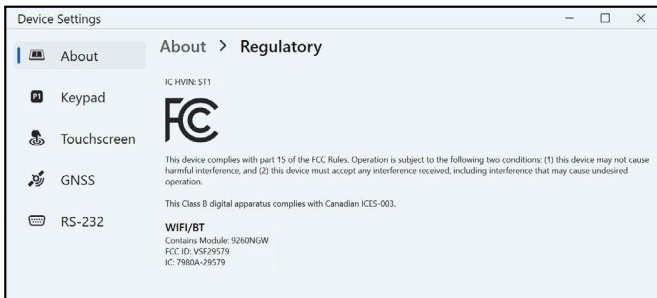 Device Settings
About
Keypad
P1
Touchscreen
GNSS
RS-232
About > Regulatory
IC HVIN: ST1
FC
This device complies with part 15 of the FCC Rules. Operation is subject to the following two conditions: (1) this device may not cause
harmful interference, and (2) this device must accept any interference received, including interference that may cause undesired
operation.
This Class B digital apparatus complies with Canadian ICES-003.
WIFI/BT
Contains Module: 9260NGW
FCC ID: VSF29579
IC: 7980A-29579